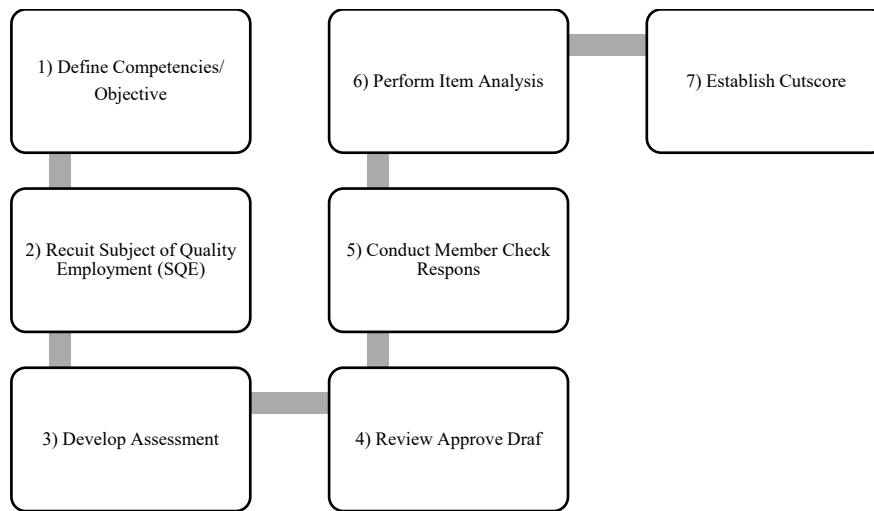 1) Define Competencies/
Objective
2) Recuit Subject of Quality
Employment (SQE)
3) Develop Assessment
4) Review Approve Draf
5) Conduct Member Check
Respons
6) Perform Item Analysis
7) Establish Cutscore